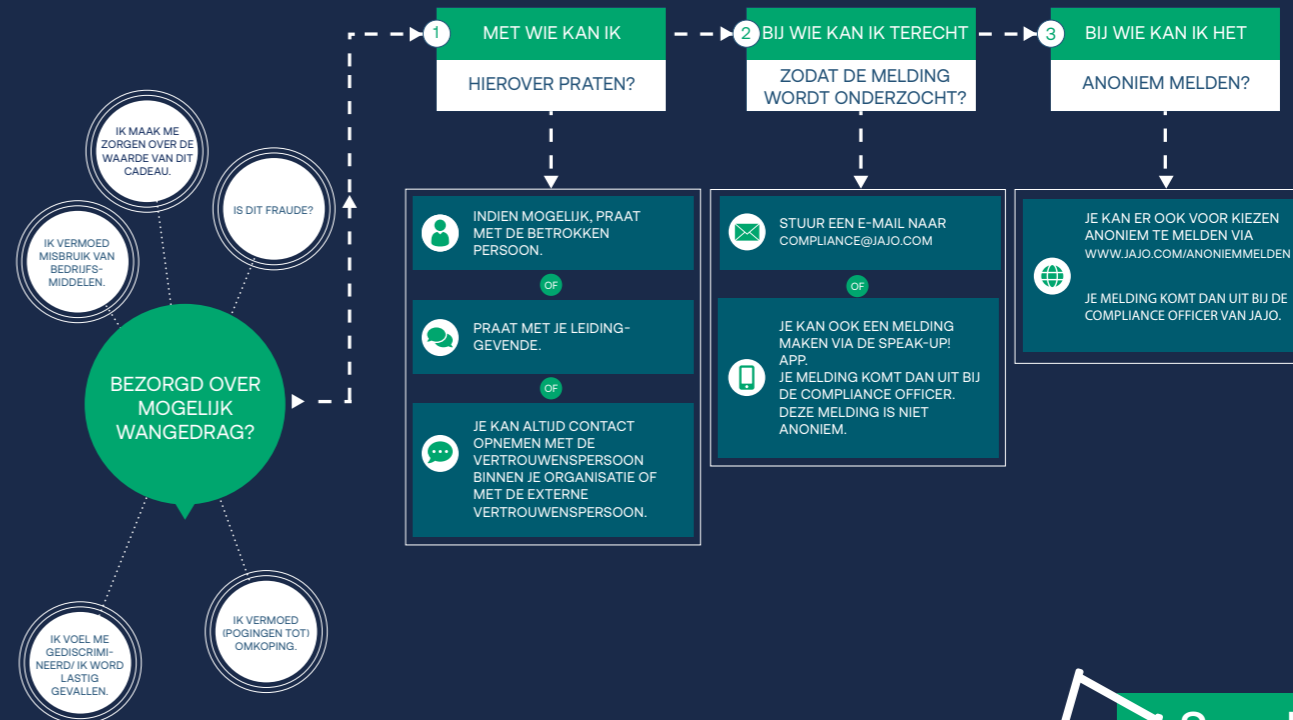 1
MET WIE KAN IK
HIEROVER PRATEN?
2
BIJ WIE KAN IK TERECHT
ZODAT DE MELDING
WORDT ONDERZOCHT?
3
BIJ WIE KAN IK HET
ANONIEM MELDEN?
IK MAAK ME
ZORGEN OVER DE
WAARDE VAN DIT
CADEAU.
IS DIT FRAUDE?
IK VERMOED
MISBRUIK VAN
BEDRIJFS-
MIDDELEN.
BEZORGD OVER
MOGELIJK
WANGEDRAG?
IK VOEL ME
GEDISCRIMI-
NEERD/ IK WORD
LASTIG
GEVALLEN.
IK VERMOED
(POGINGEN TOT)
OMKOPING.
INDIEN MOGELIJK, PRAAT
MET DE BETROKKEN
PERSOON.
OF
PRAAT MET JE LEIDING-
GEVENDE.
OF
JE KAN ALTIJD CONTACT
OPNEMEN MET DE
VERTROUWENSPERSOON
BINNEN JE ORGANISATIE OF
MET DE EXTERNE
VERTROUWENSPERSOON.
STUUR EEN E-MAIL NAAR
COMPLIANCE@JAJO.COM
OF
JE KAN OOK EEN MELDING
MAKEN VIA DE SPEAK-UP!
APP.
JE MELDING KOMT DAN UIT BIJ
DE COMPLIANCE OFFICER.
DEZE MELDING IS NIET
ANONIEM.
JE KAN ER OOK VOOR KIEZEN
ANONIEM TE MELDEN VIA
WWW.JAJO.COM/ANONIEMMELDEN
JE MELDING KOMT DAN UIT BIJ DE
COMPLIANCE OFFICER VAN JAJO.